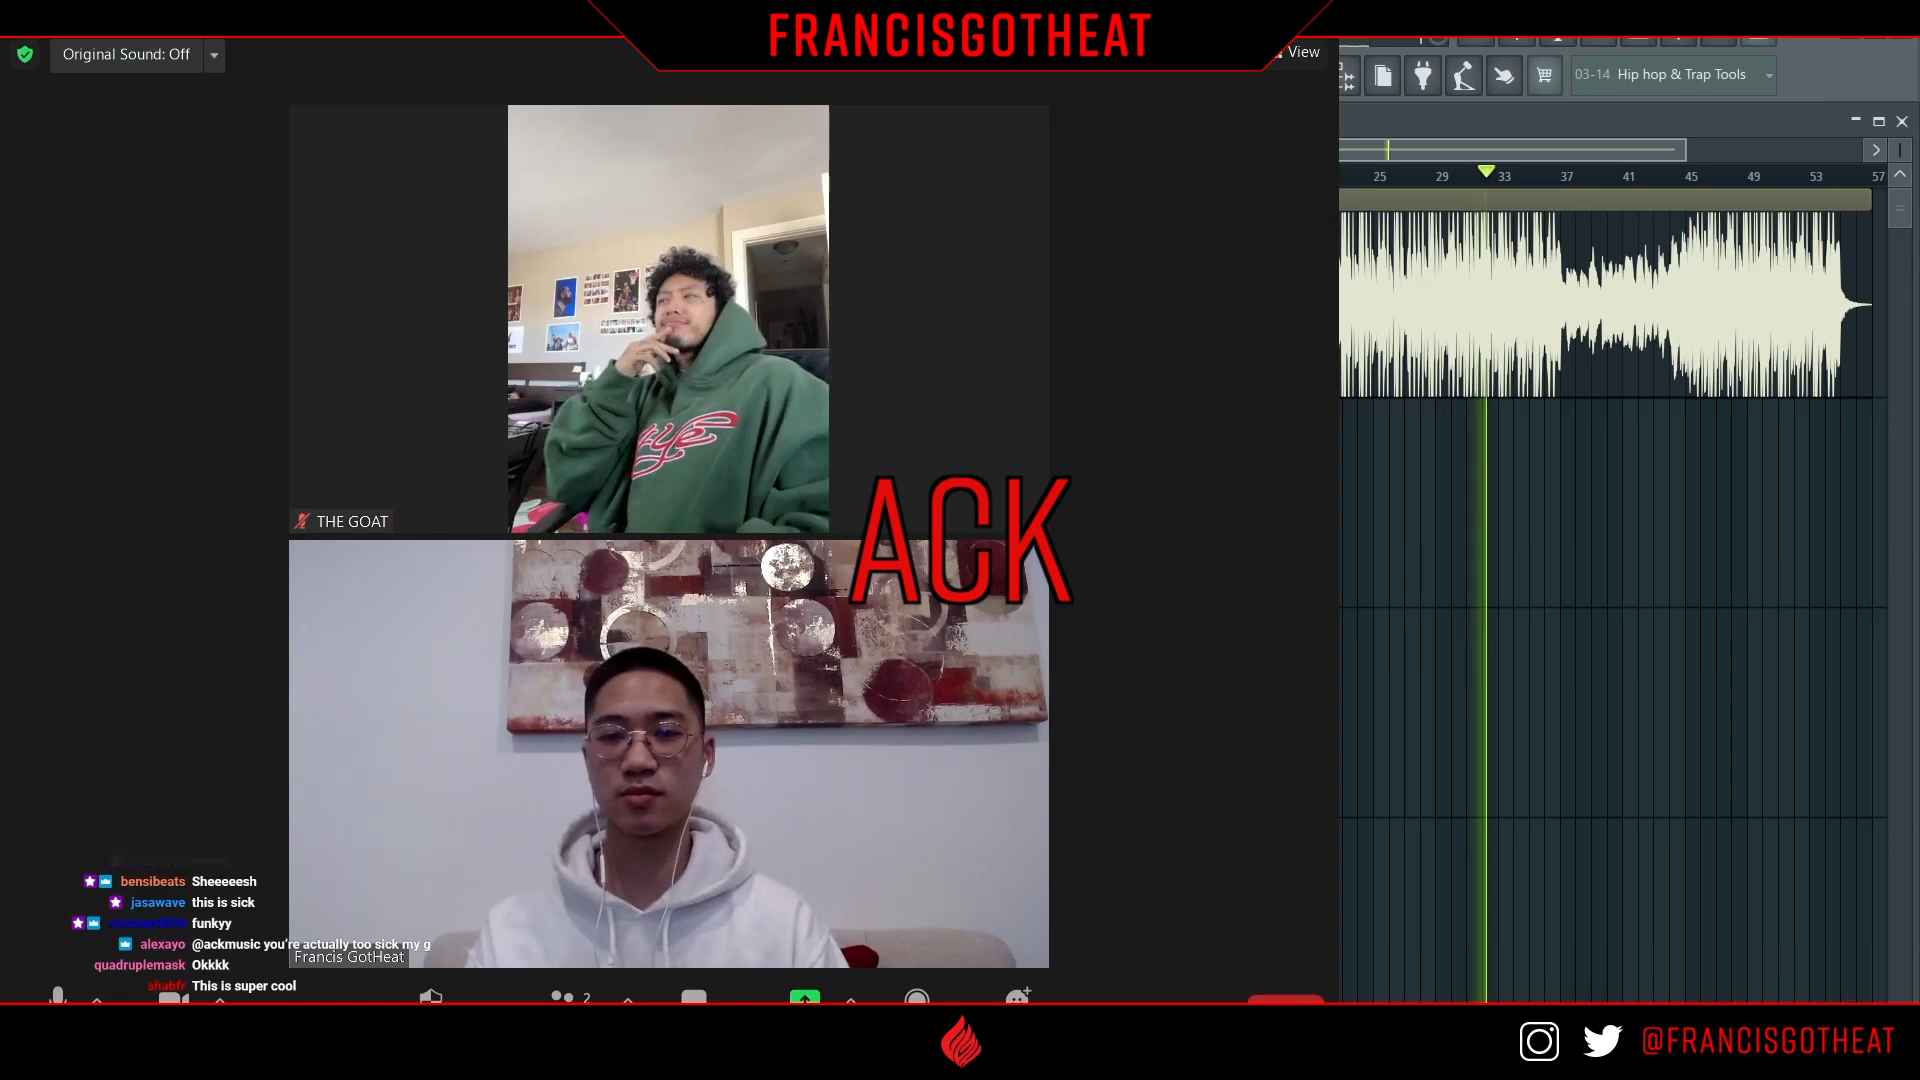 FRANCISGOTHEAT
Original Sound: Off
View
03-14 Hip hop & Trap Tools
25 29 33 37 41 45 49 53 57
THE GOAT
ACK
bensibeats Sheeeeesh
jasawave this is sick
funkyy
alexayo @ackmusic you're actually too sick my g
Francis GotHeat
quadruplemask Okkkk
shabfr This is super cool
2
@FRANCISGOTHEAT